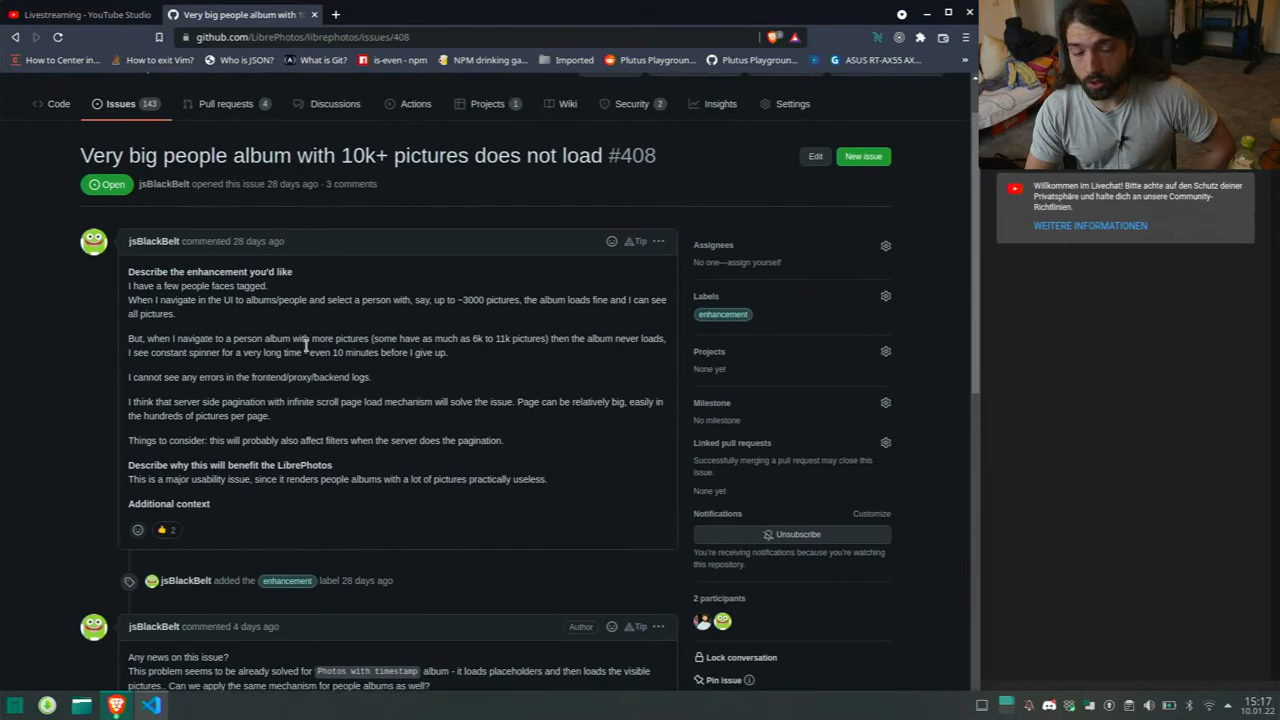 Livestreaming - YouTube Studio
Very big people album with 1
github.com/LibrePhotos/librephotos/issues/408
How to Center in...
How to exit Vim?
Who is JSON?
What is Git?
is-even - npm
NPM drinking ga...
Imported
Plutus Playgroun...
Plutus Playgroun...
ASUS RT-AX55 AX...
Code
Issues 143
Pull requests 4
Discussions
Actions
Projects 1
Wiki
Security 2
Insights
Settings
Very big people album with 10k+ pictures does not load #408
Edit
New issue
Open
jsBlackBelt opened this issue 28 days ago · 3 comments
jsBlackBelt commented 28 days ago
Tip
Describe the enhancement you'd like
I have a few people faces tagged.
When I navigate in the UI to albums/people and select a person with, say, up to ~3000 pictures, the album loads fine and I can see
all pictures.
But, when I navigate to a person album with more pictures (some have as much as 6k to 11k pictures) then the album never loads,
I see constant spinner for a very long time - even 10 minutes before I give up.
I cannot see any errors in the frontend/proxy/backend logs.
I think that server side pagination with infinite scroll page load mechanism will solve the issue. Page can be relatively big, easily in
the hundreds of pictures per page.
Things to consider: this will probably also affect filters when the server does the pagination.
Describe why this will benefit the LibrePhotos
This is a major usability issue, since it renders people albums with a lot of pictures practically useless.
Additional context
2
jsBlackBelt added the enhancement label 28 days ago
jsBlackBelt commented 4 days ago
Author
Tip
Any news on this issue?
This problem seems to be already solved for Photos with timestamp album - it loads placeholders and then loads the visible
pictures.. Can we apply the same mechanism for people albums as well?
Assignees
No one—assign yourself
Labels
enhancement
Projects
None yet
Milestone
No milestone
Linked pull requests
Successfully merging a pull request may close this
issue.
None yet
Notifications
Customize
Unsubscribe
You're receiving notifications because you're watching
this repository.
2 participants
Lock conversation
Pin issue
Willkommen im Livechat! Bitte achte auf den Schutz deiner
Privatsphäre und halte dich an unsere Community-
Richtlinien.
WEITERE INFORMATIONEN
15:17
10.01.22